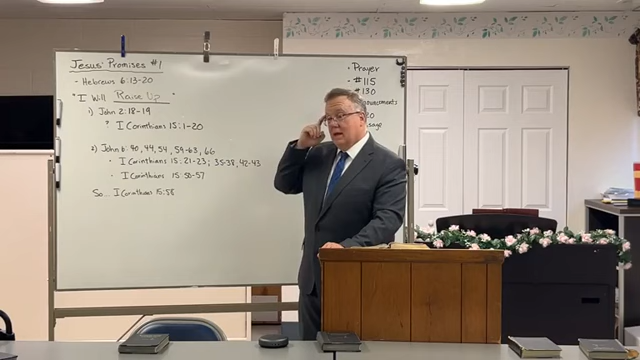 Jesus' Promises #1
- Hebrews 6:13-20
"I Will Raise Up"
1) John 2:18-19
* I Corinthians 15:1-20
2) John 6:40, 44, 54, 59-63, 66
• I Corinthians 15:21-23; 35-38, 42-43
• I Corinthians 15:50-57
So... I Corinthians 15:58
• Prayer
• #115
• #130